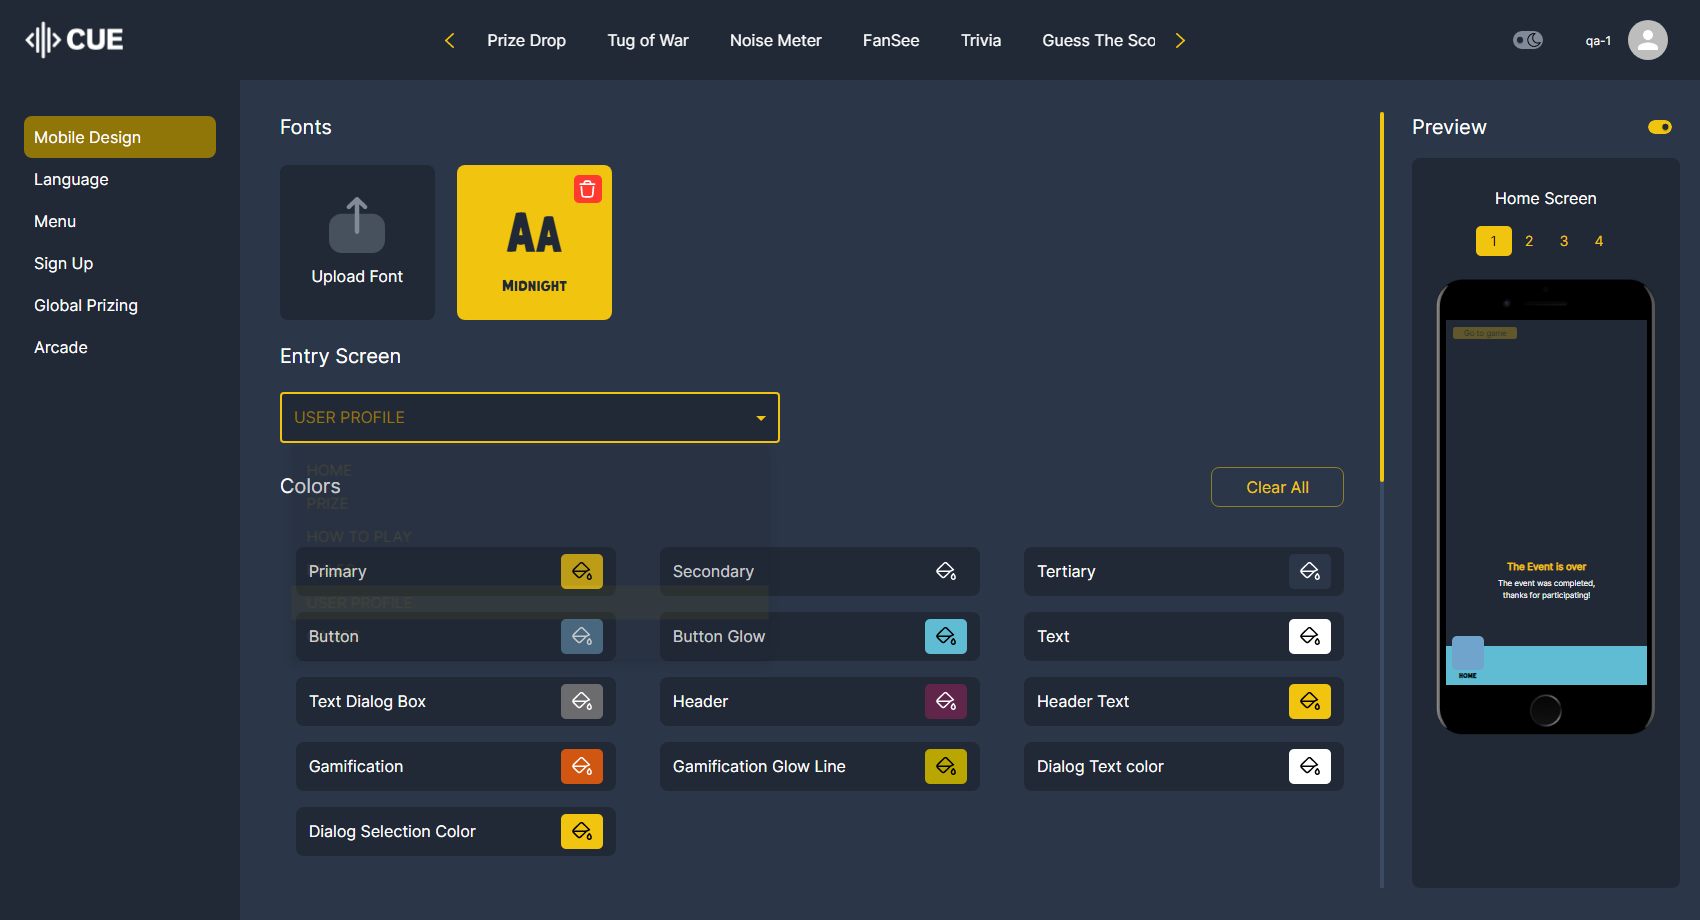 CUE
Prize Drop
Tug of War
Noise Meter
FanSee
Trivia
Guess The Sco
qa-1
Mobile Design
Language
Menu
Sign Up
Global Prizing
Arcade
Fonts
Upload Font
AA
MIDNIGHT
Entry Screen
USER PROFILE
HOME
Colors
PRIZE
Clear All
HOW TO PLAY
Primary
Secondary
Tertiary
USER PROFILE
Button
Button Glow
Text
Text Dialog Box
Header
Header Text
Gamification
Gamification Glow Line
Dialog Text color
Dialog Selection Color
Preview
Home Screen
1 2 3 4
Go to game
The Event is over
The event was completed,
thanks for participating!
HOME